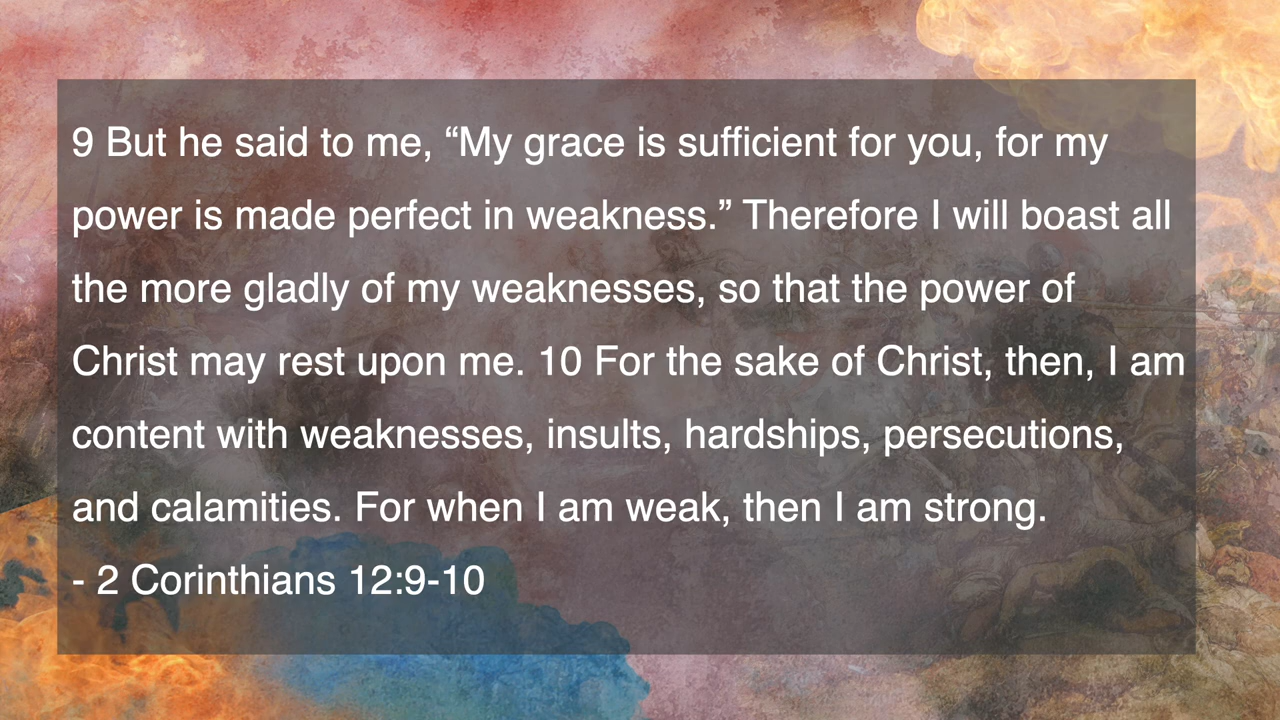 9 But he said to me, “My grace is sufficient for you, for my
power is made perfect in weakness.” Therefore I will boast all
the more gladly of my weaknesses, so that the power of
Christ may rest upon me. 10 For the sake of Christ, then, I am
content with weaknesses, insults, hardships, persecutions,
and calamities. For when I am weak, then I am strong.
- 2 Corinthians 12:9-10